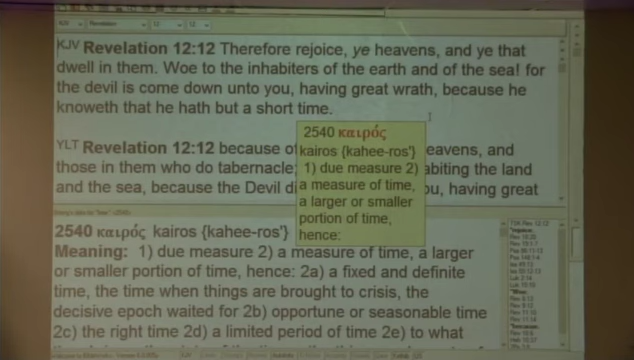 KJV Revelation 12:12 Therefore rejoice, ye heavens, and ye that
dwell in them. Woe to the inhabiters of the earth and of the sea! for
the devil is come down unto you, having great wrath, because he
knoweth that he hath but a short time.
YLT Revelation 12:12 because of eavens, and
those in them who do tabernacle; abiting the land
and the sea, because the Devil di u, having great
2540 καιρός
kairos {kahee-ros'}
1) due measure 2)
a measure of time,
a larger or smaller
portion of time,
hence:
2540 καιρός kairos {kahee-ros'}
Meaning: 1) due measure 2) a measure of time, a larger
or smaller portion of time, hence: 2a) a fixed and definite
time, the time when things are brought to crisis, the
decisive epoch waited for 2b) opportune or seasonable time
2c) the right time 2d) a limited period of time 2e) to what